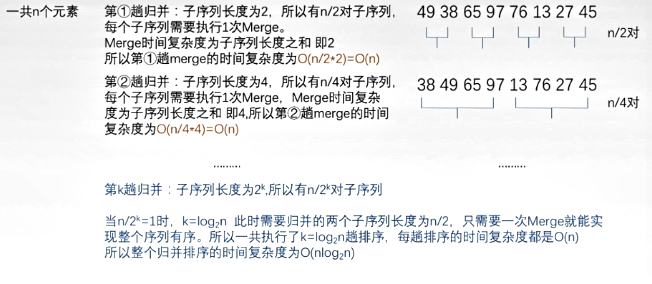 一共n个元素
第①趟归并：子序列长度为2，所以有n/2对子序列，
每个子序列需要执行1次Merge。
Merge时间复杂度为子序列长度之和 即2
所以第①趟merge的时间复杂度为O(n/2*2)=O(n)
49 38 65 97 76 13 27 45
n/2对
第②趟归并：子序列长度为4，所以有n/4对子序列，
每个子序列需要执行1次Merge，Merge时间复杂
度为子序列长度之和 即4,所以第②趟merge的时间
复杂度为O(n/4*4)=O(n)
38 49 65 97 13 76 27 45
n/4对
.........
.........
第k趟归并：子序列长度为2ᵏ,所以有n/2ᵏ对子序列
当n/2ᵏ=1时，k=log₂n 此时需要归并的两个子序列长度为n/2，只需要一次Merge就能实
现整个序列有序。所以一共执行了k=log₂n趟排序，每趟排序的时间复杂度都是O(n)
所以整个归并排序的时间复杂度为O(nlog₂n)